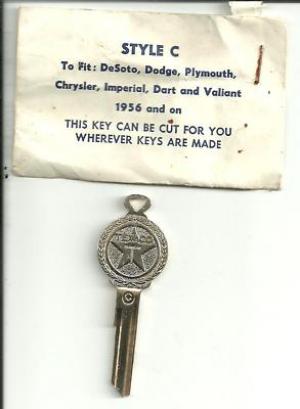 STYLE C
To Fit: DeSoto, Dodge, Plymouth,
Chrysler, Imperial, Dart and Valiant
1956 and on
THIS KEY CAN BE CUT FOR YOU
WHEREVER KEYS ARE MADE
TEXACO
C